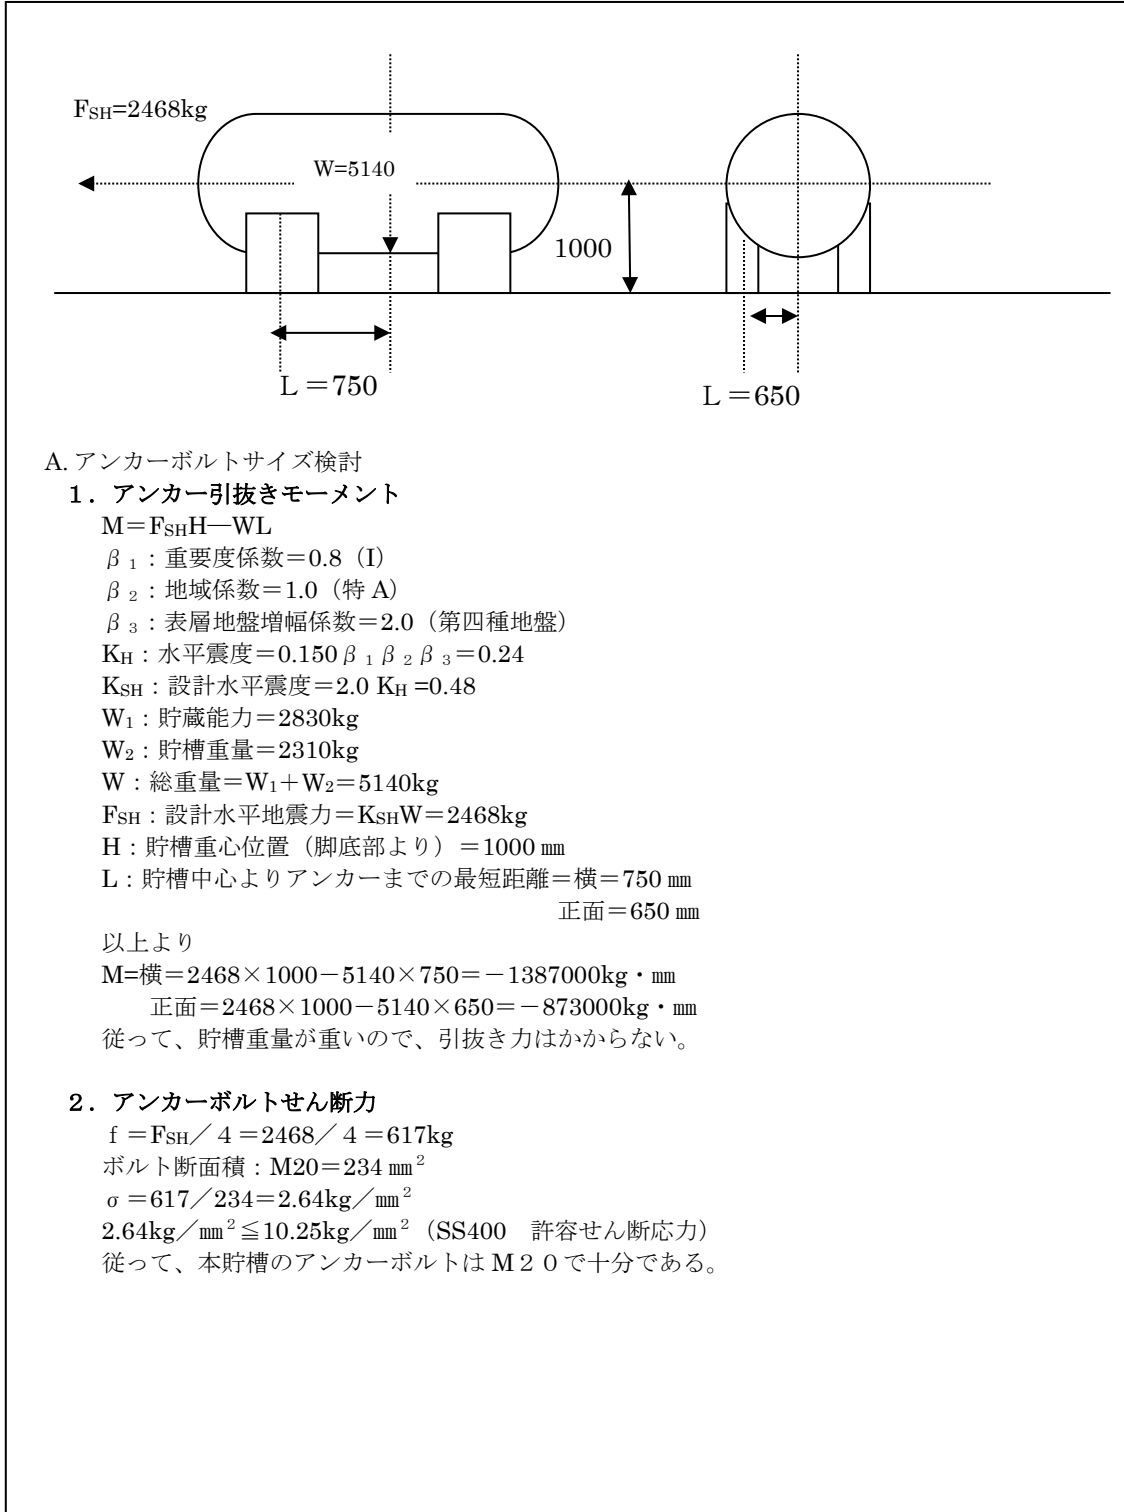 FSH=2468kg
W=5140
1000
L＝750
L＝650
A.アンカーボルトサイズ検討
１．アンカー引抜きモーメント
M＝FSHH―WL
β１：重要度係数＝0.8（I）
β２：地域係数＝1.0（特 A）
β３：表層地盤増幅係数＝2.0（第四種地盤）
KH：水平震度＝0.150β１β２β３＝0.24
KSH：設計水平震度＝2.0 KH =0.48
W1：貯蔵能力＝2830kg
W2：貯槽重量＝2310kg
W：総重量＝W1＋W2＝5140kg
FSH：設計水平地震力＝KSHW＝2468kg
H：貯槽重心位置（脚底部より）＝1000㎜
L：貯槽中心よりアンカーまでの最短距離＝横＝750㎜
正面＝650㎜
以上より
M=横＝2468×1000－5140×750＝－1387000kg・㎜
正面＝2468×1000－5140×650＝－873000kg・㎜
従って、貯槽重量が重いので、引抜き力はかからない。
２．アンカーボルトせん断力
ｆ＝FSH／４＝2468／４＝617kg
ボルト断面積：M20＝234㎜²
σ＝617／234＝2.64kg／㎜²
2.64kg／㎜²≦10.25kg／㎜²（SS400　許容せん断応力）
従って、本貯槽のアンカーボルトは M２０で十分である。